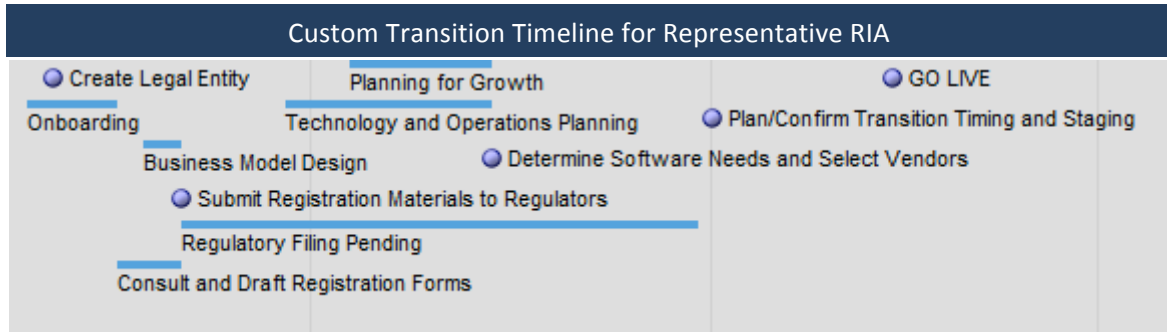 Custom Transition Timeline for Representative RIA
Create Legal Entity
Planning for Growth
GO LIVE
Onboarding
Technology and Operations Planning
Plan/Confirm Transition Timing and Staging
Business Model Design
Determine Software Needs and Select Vendors
Submit Registration Materials to Regulators
Regulatory Filing Pending
Consult and Draft Registration Forms